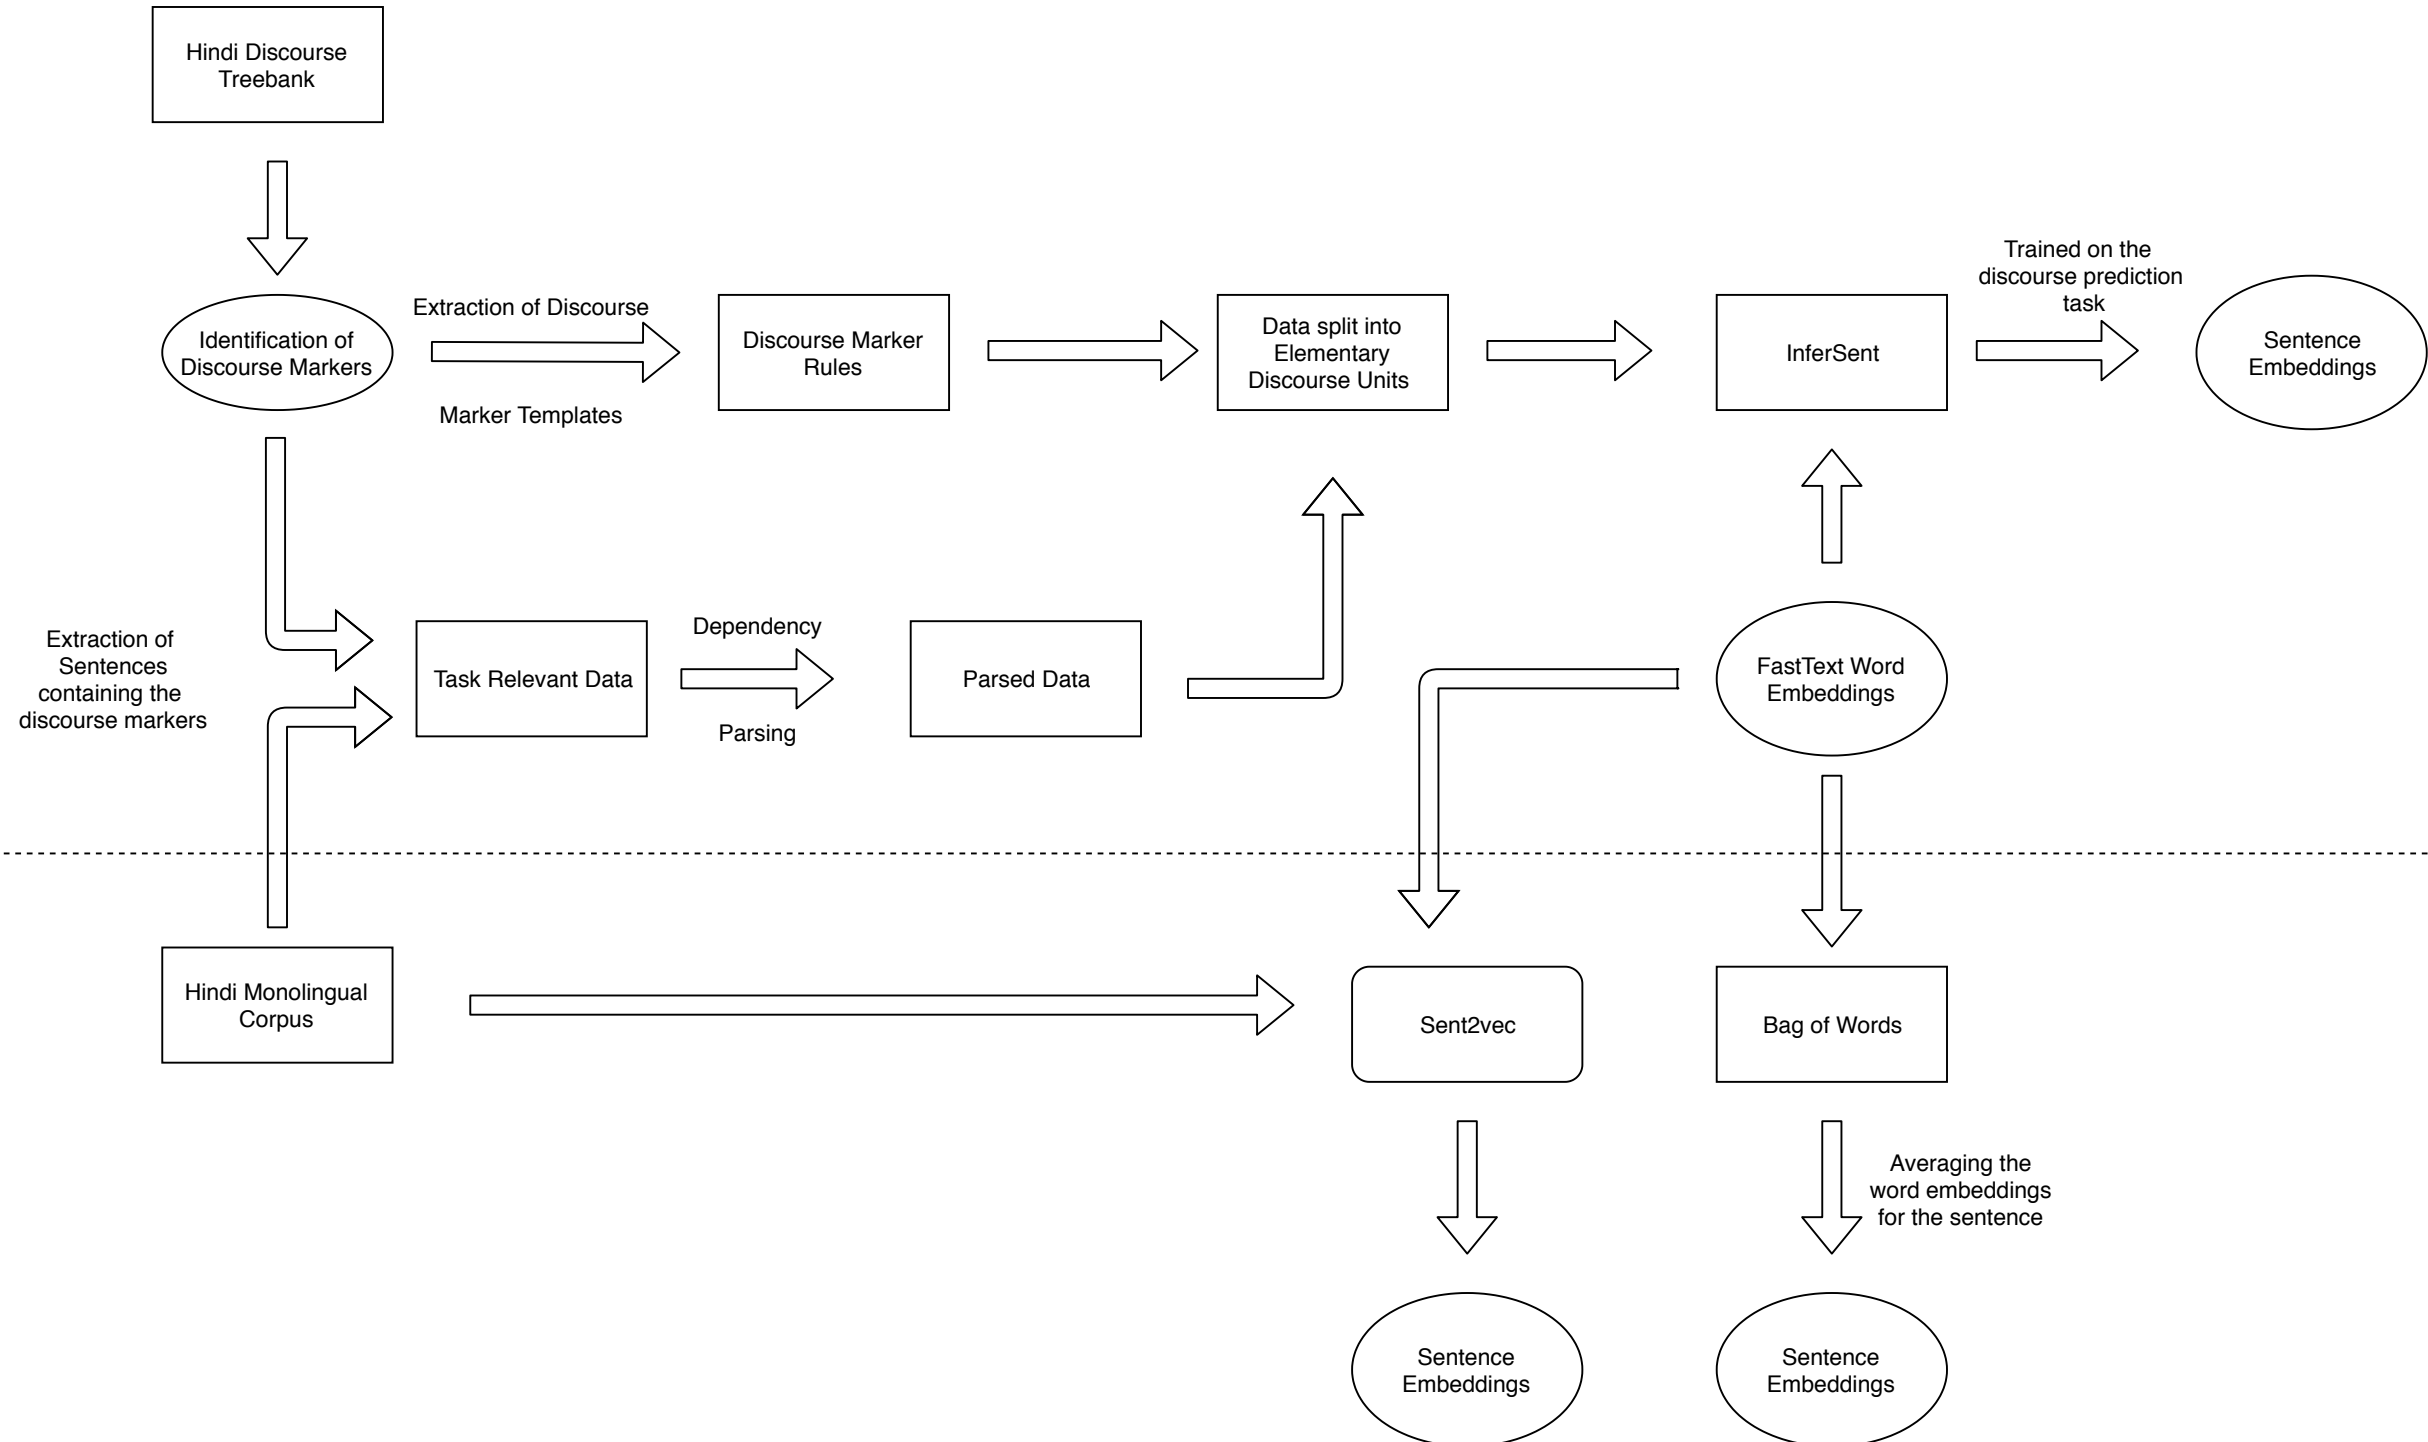 Hindi Discourse
Treebank
Identification of
Discourse Markers
Extraction of Discourse
Marker Templates
Discourse Marker
Rules
Data split into
Elementary
Discourse Units
InferSent
Trained on the
discourse prediction
task
Sentence
Embeddings
Extraction of
Sentences
containing the
discourse markers
Task Relevant Data
Dependency
Parsing
Parsed Data
FastText Word
Embeddings
Hindi Monolingual
Corpus
Sent2vec
Bag of Words
Averaging the
word embeddings
for the sentence
Sentence
Embeddings
Sentence
Embeddings